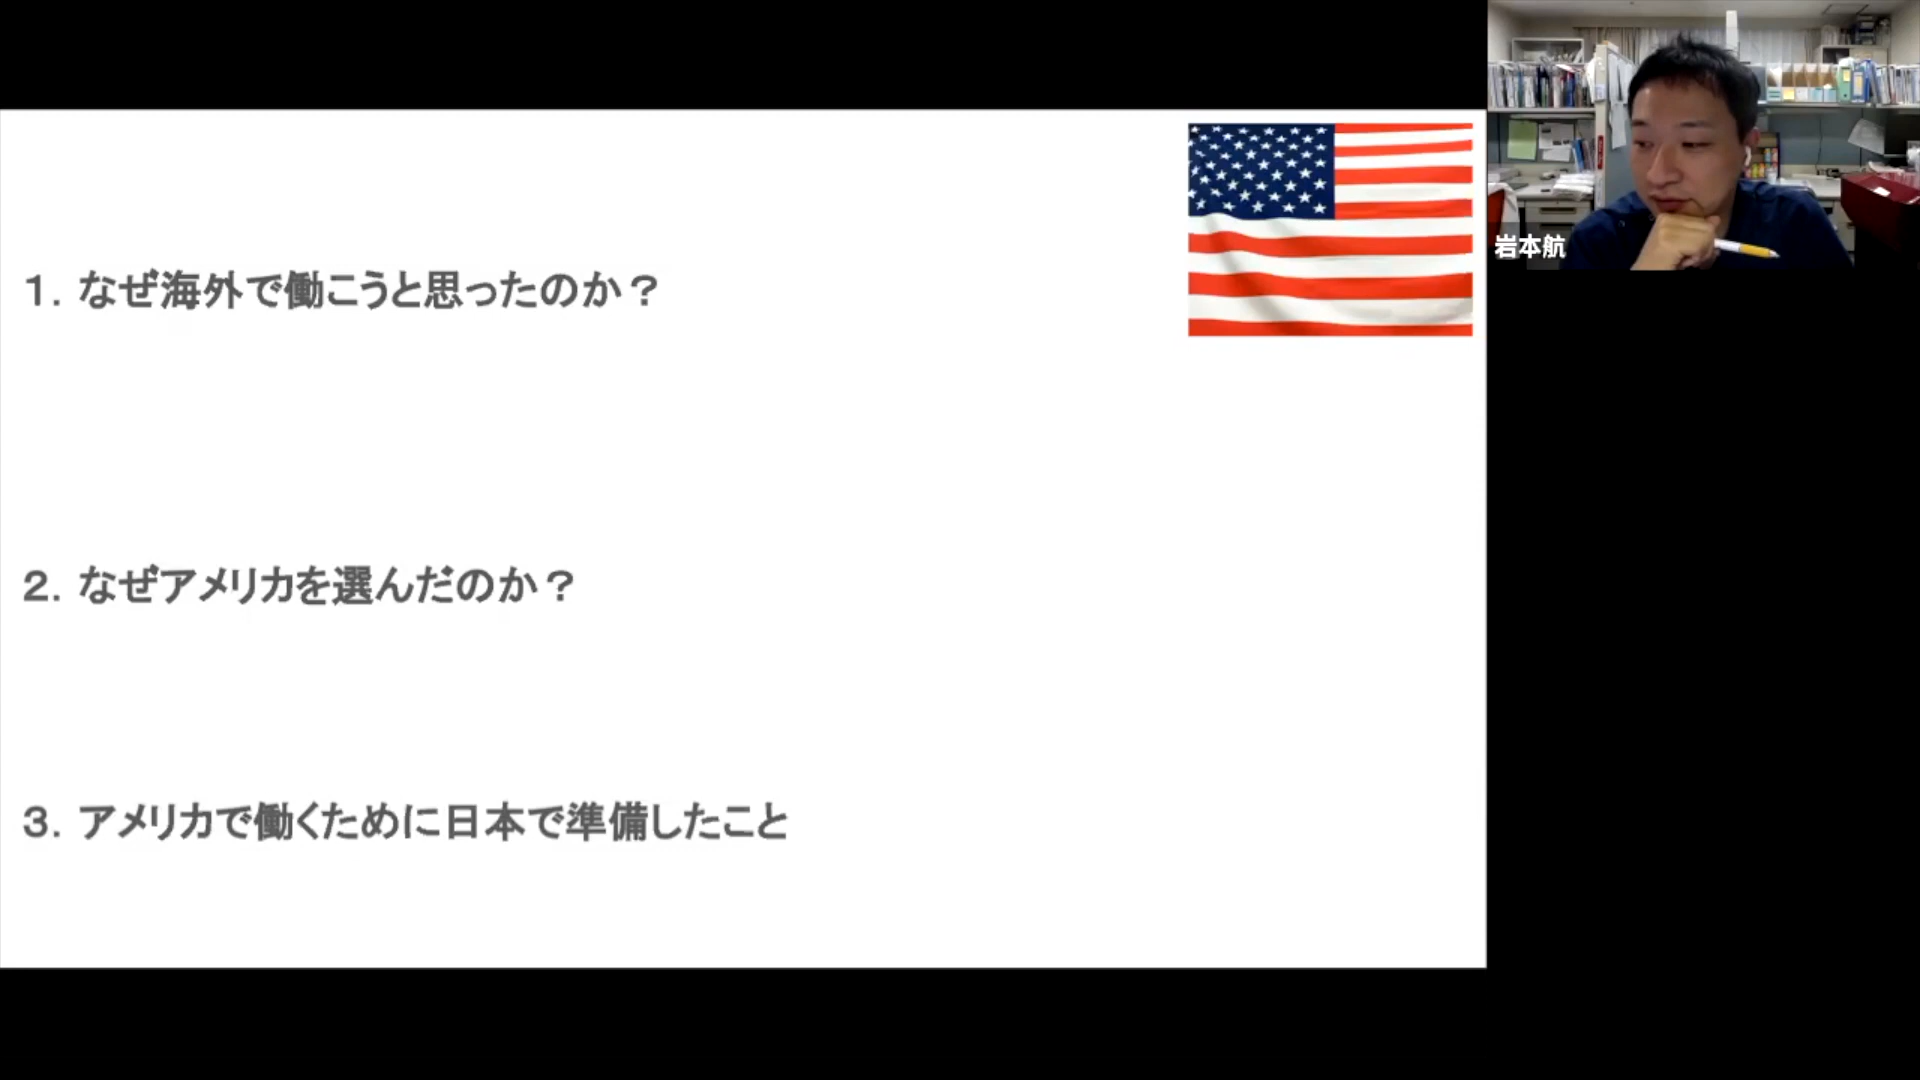 1. なぜ海外で働こうと思ったのか？
2. なぜアメリカを選んだのか？
3. アメリカで働くために日本で準備したこと
岩本航